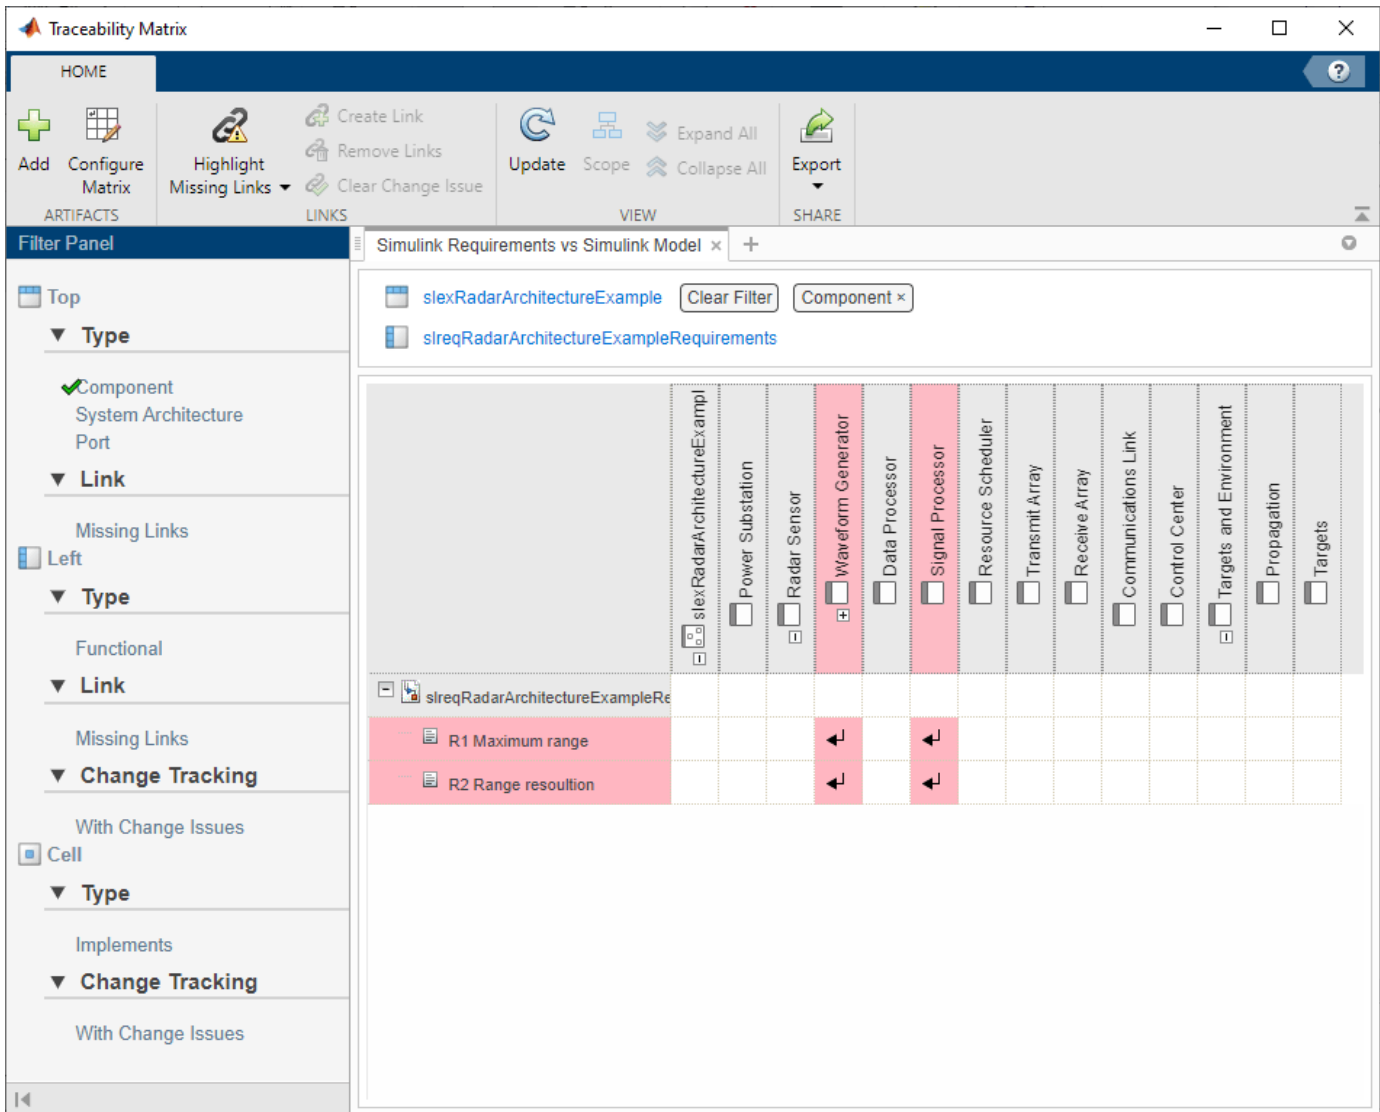 Traceability Matrix
HOME
Add
Configure
Matrix
Highlight
Missing Links
Create Link
Remove Links
Clear Change Issue
Update
Scope
Expand All
Collapse All
Export
ARTIFACTS
LINKS
VIEW
SHARE
Filter Panel
Top
Type
Component
System Architecture
Port
Link
Missing Links
Left
Type
Functional
Link
Missing Links
Change Tracking
With Change Issues
Cell
Type
Implements
Change Tracking
With Change Issues
Simulink Requirements vs Simulink Model ×
slexRadarArchitectureExample Clear Filter Component ×
slreqRadarArchitectureExampleRequirements
slexRadarArchitectureExampl
Power Substation
Radar Sensor
Waveform Generator
Data Processor
Signal Processor
Resource Scheduler
Transmit Array
Receive Array
Communications Link
Control Center
Targets and Environment
Propagation
Targets
slreqRadarArchitectureExampleRe
R1 Maximum range
R2 Range resoultion